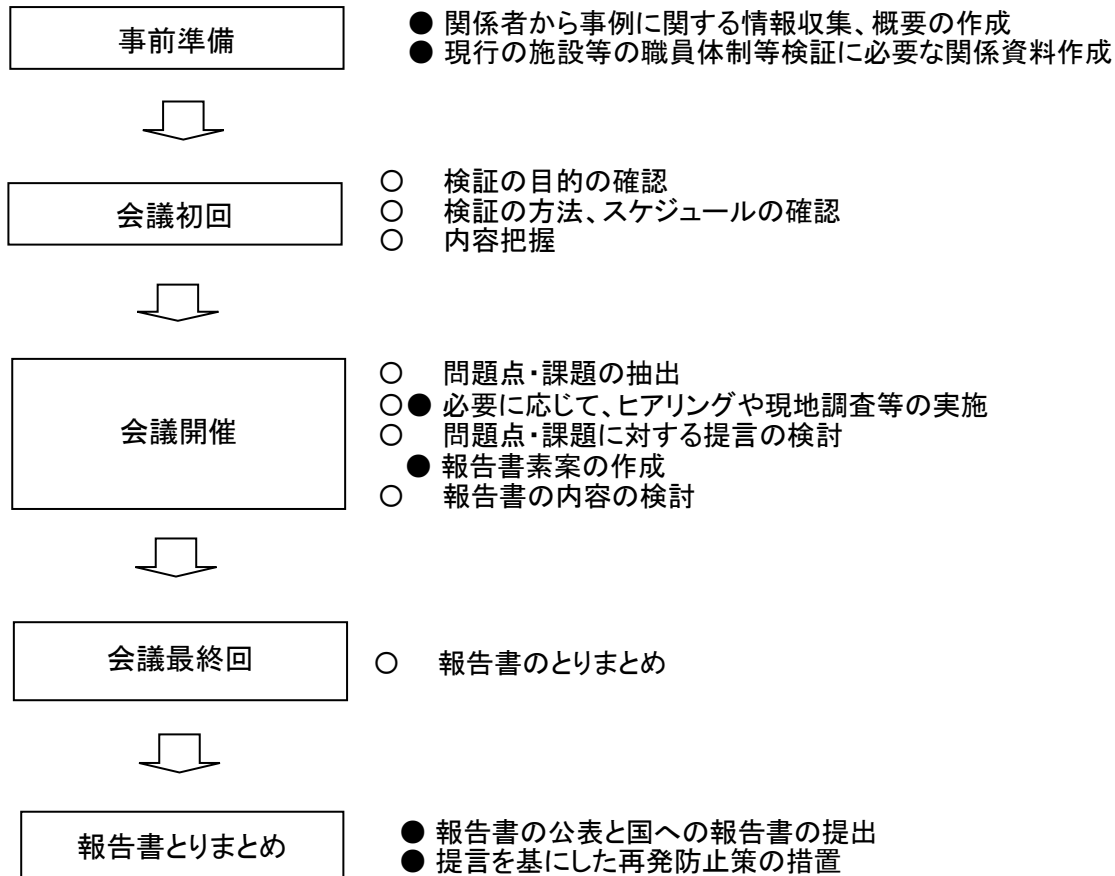 事前準備
● 関係者から事例に関する情報収集、概要の作成
● 現行の施設等の職員体制等検証に必要な関係資料作成
会議初回
○ 検証の目的の確認
○ 検証の方法、スケジュールの確認
○ 内容把握
会議開催
○ 問題点・課題の抽出
○● 必要に応じて、ヒアリングや現地調査等の実施
○ 問題点・課題に対する提言の検討
● 報告書素案の作成
○ 報告書の内容の検討
会議最終回
○ 報告書のとりまとめ
報告書とりまとめ
● 報告書の公表と国への報告書の提出
● 提言を基にした再発防止策の措置